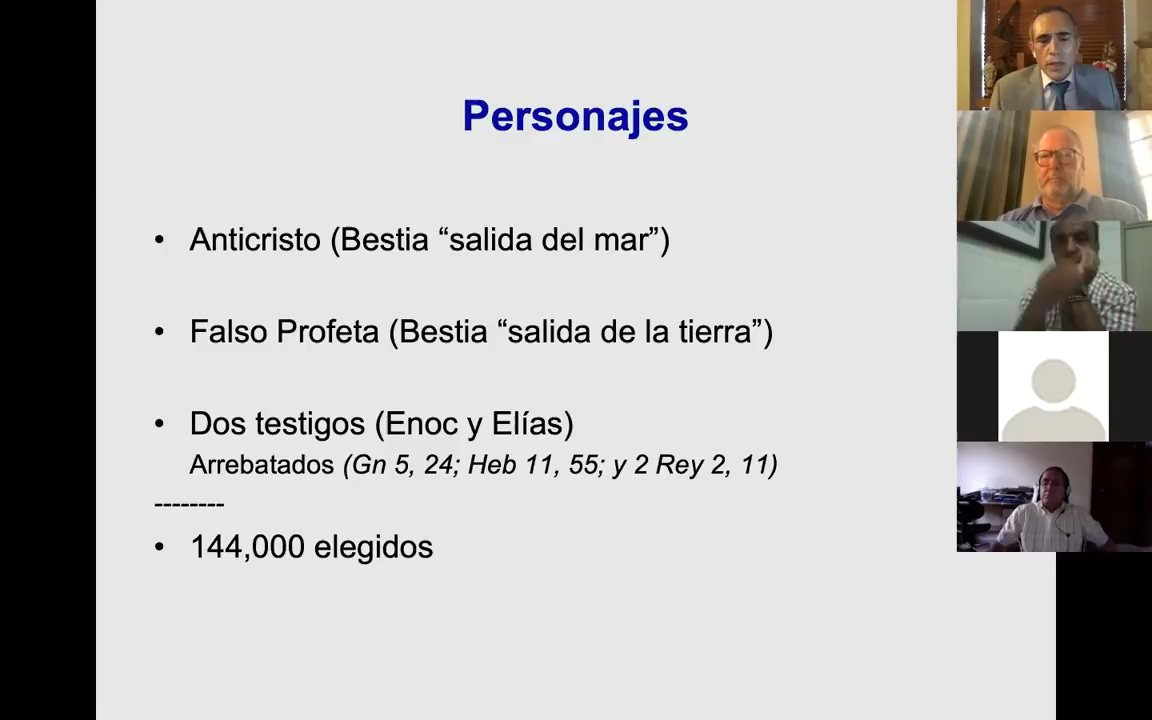 Personajes
• Anticristo (Bestia “salida del mar”)
• Falso Profeta (Bestia “salida de la tierra”)
• Dos testigos (Enoc y Elías)
Arrebatados (Gn 5, 24; Heb 11, 55; y 2 Rey 2, 11)
--------
• 144,000 elegidos